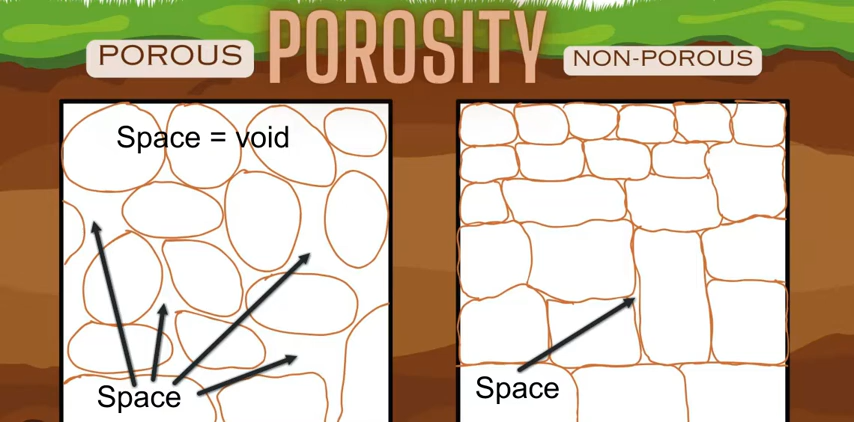 POROSITY
POROUS
NON-POROUS
Space = void
Space
Space